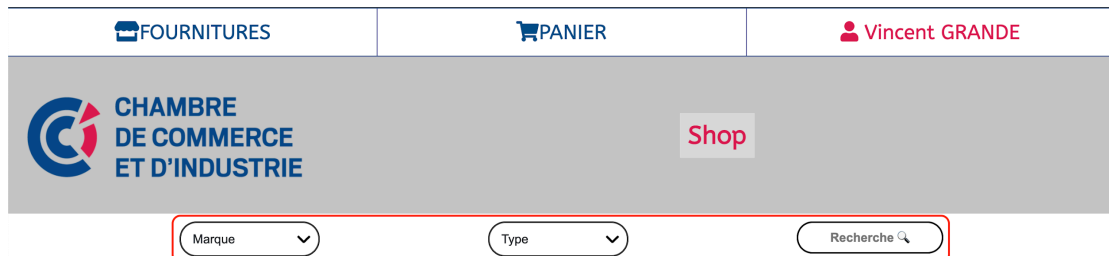 FOURNITURES
PANIER
Vincent GRANDE
CHAMBRE
DE COMMERCE
ET D'INDUSTRIE
Shop
Marque
Type
Recherche